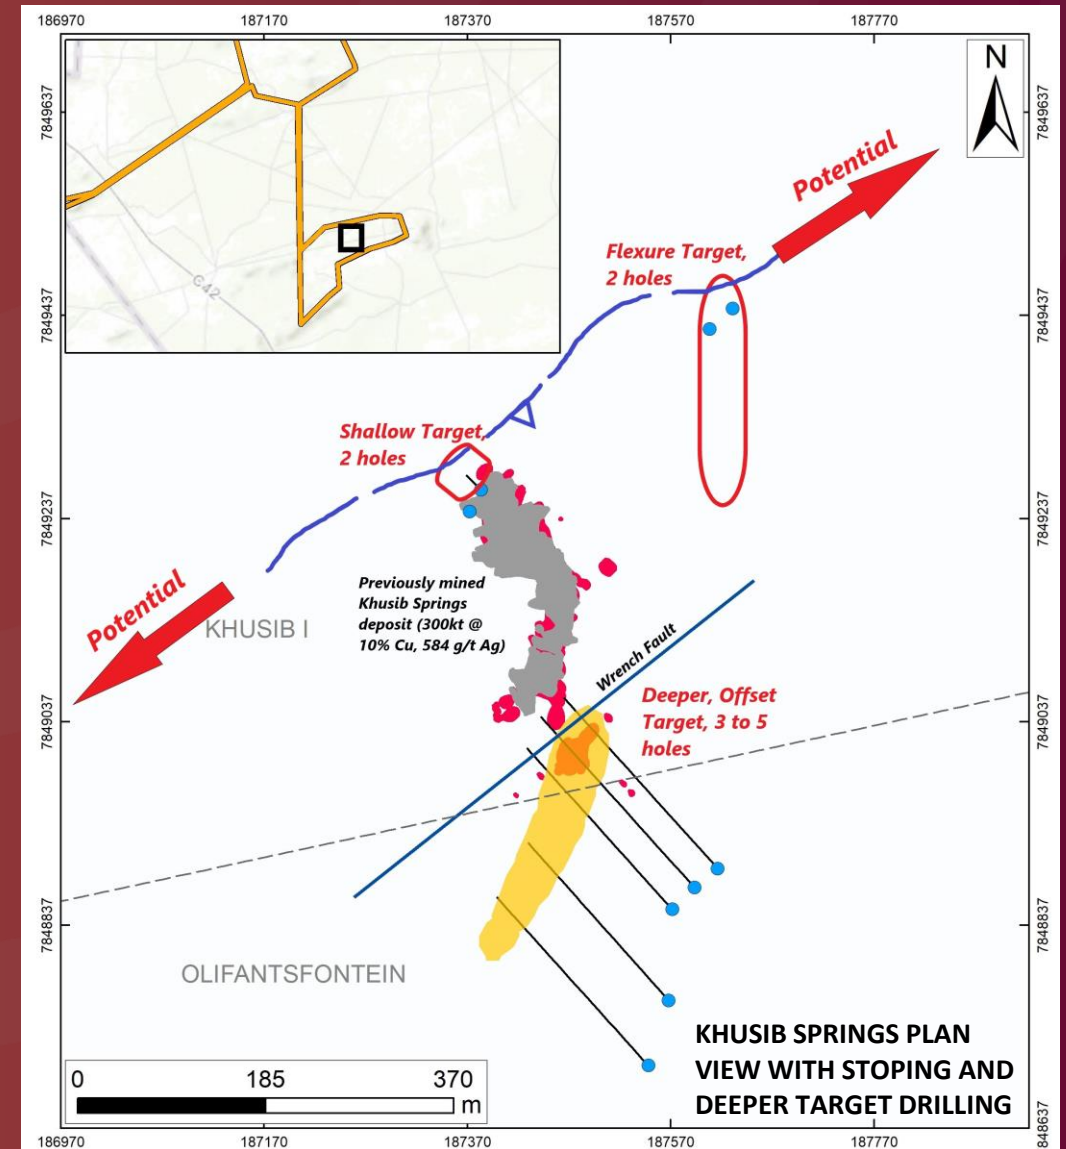 186970
187170
187370
187570
187770
7849637
7849637
N
C42
Potential
Flexure Target,
2 holes
7849437
7849437
Shallow Target,
2 holes
7849237
7849237
Previously mined
Khusib Springs
deposit (300kt @
10% Cu, 584 g/t Ag)
Potential
KHUSIB I
Wrench Fault
Deeper, Offset
Target, 3 to 5
holes
7849037
7849037
7848837
7848837
OLIFANTSFONTEIN
KHUSIB SPRINGS PLAN
VIEW WITH STOPING AND
DEEPER TARGET DRILLING
0
185
370
m
848637
186970
187170
187370
187570
187770